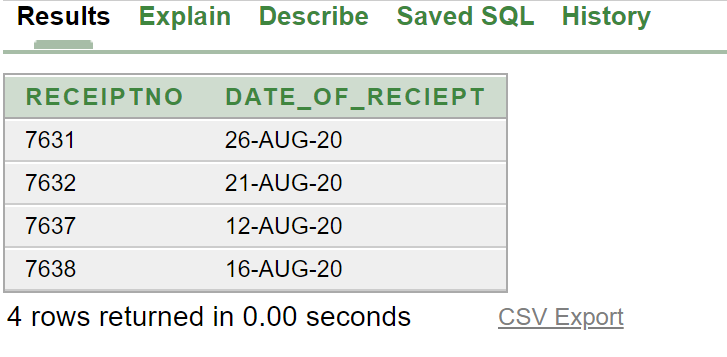 Results Explain Describe Saved SQL History
RECEIPTNO DATE_OF_RECIEPT
7631 26-AUG-20
7632 21-AUG-20
7637 12-AUG-20
7638 16-AUG-20
4 rows returned in 0.00 seconds CSV Export